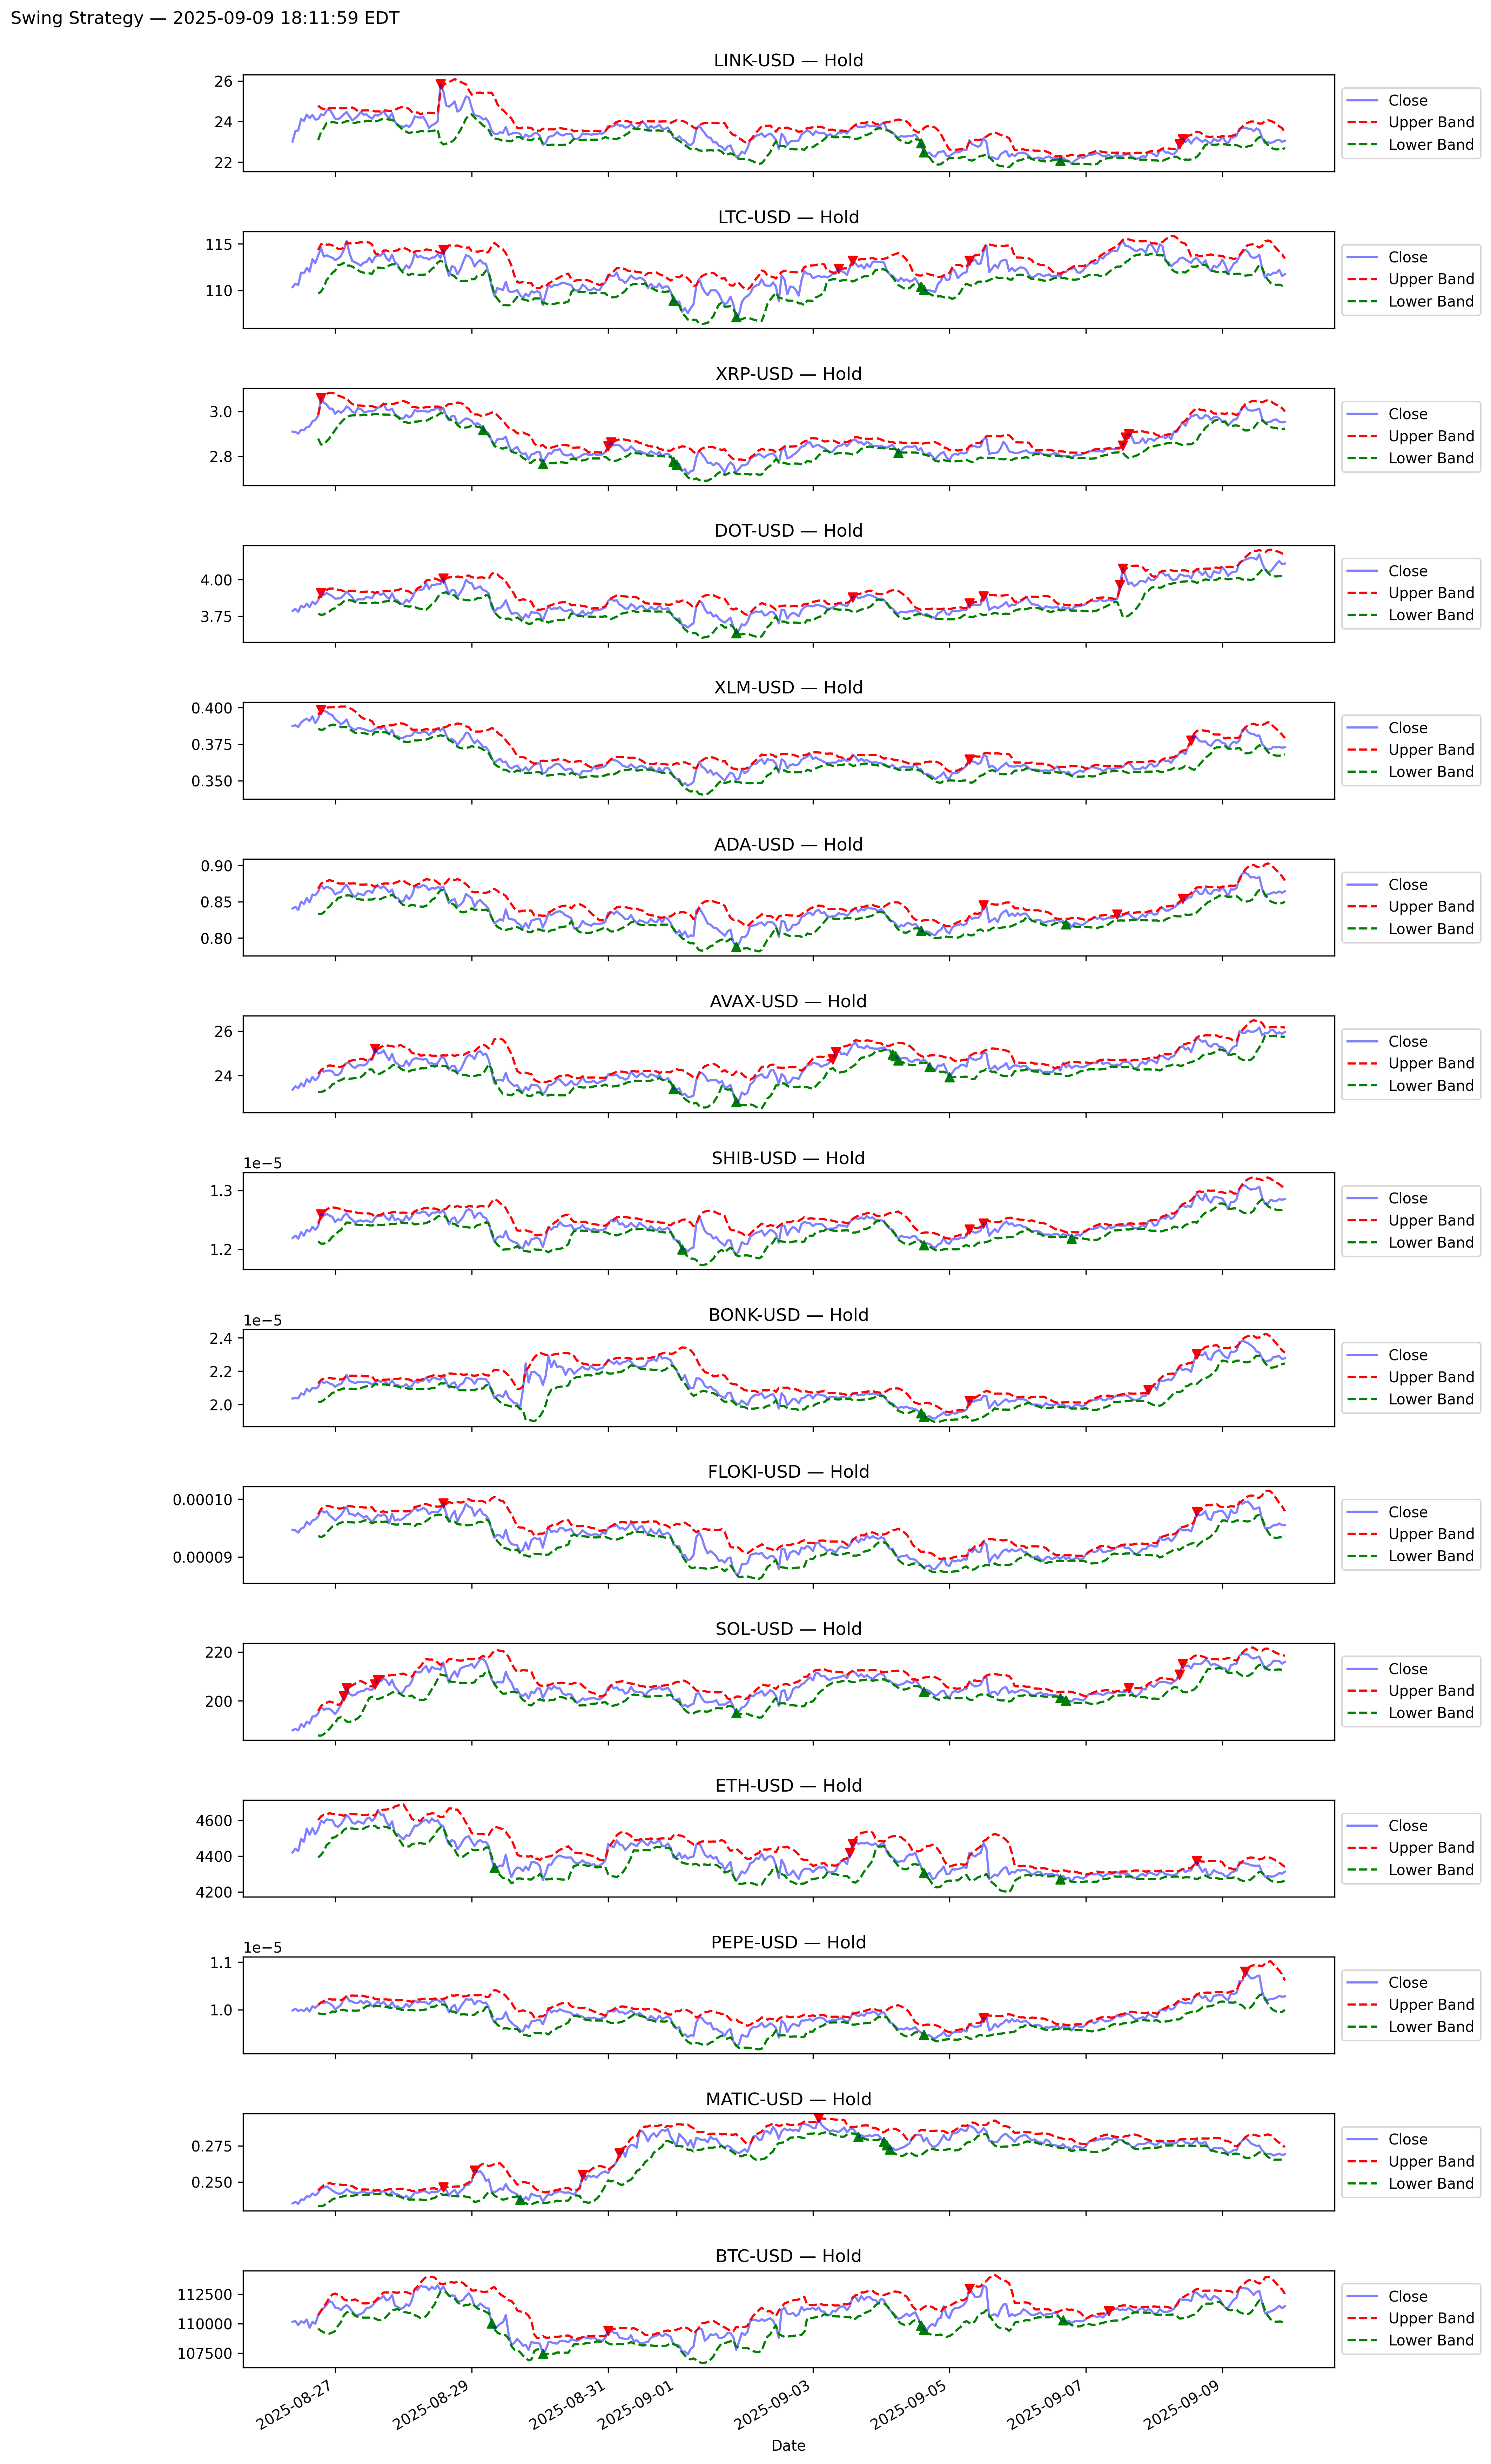 Swing Strategy — 2025-09-09 18:11:59 EDT
LINK-USD — Hold
26
24
22
Close
Upper Band
Lower Band
LTC-USD — Hold
115
110
Close
Upper Band
Lower Band
XRP-USD — Hold
3.0
2.8
Close
Upper Band
Lower Band
DOT-USD — Hold
4.00
3.75
Close
Upper Band
Lower Band
XLM-USD — Hold
0.400
0.375
0.350
Close
Upper Band
Lower Band
ADA-USD — Hold
0.90
0.85
0.80
Close
Upper Band
Lower Band
AVAX-USD — Hold
26
24
Close
Upper Band
Lower Band
SHIB-USD — Hold
1e−5
1.3
1.2
Close
Upper Band
Lower Band
BONK-USD — Hold
1e−5
2.4
2.2
2.0
Close
Upper Band
Lower Band
FLOKI-USD — Hold
0.00010
0.00009
Close
Upper Band
Lower Band
SOL-USD — Hold
220
200
Close
Upper Band
Lower Band
ETH-USD — Hold
4600
4400
4200
Close
Upper Band
Lower Band
PEPE-USD — Hold
1e−5
1.1
1.0
Close
Upper Band
Lower Band
MATIC-USD — Hold
0.275
0.250
Close
Upper Band
Lower Band
BTC-USD — Hold
112500
110000
107500
Close
Upper Band
Lower Band
2025-08-27
2025-08-29
2025-08-31
2025-09-01
2025-09-03
2025-09-05
2025-09-07
2025-09-09
Date